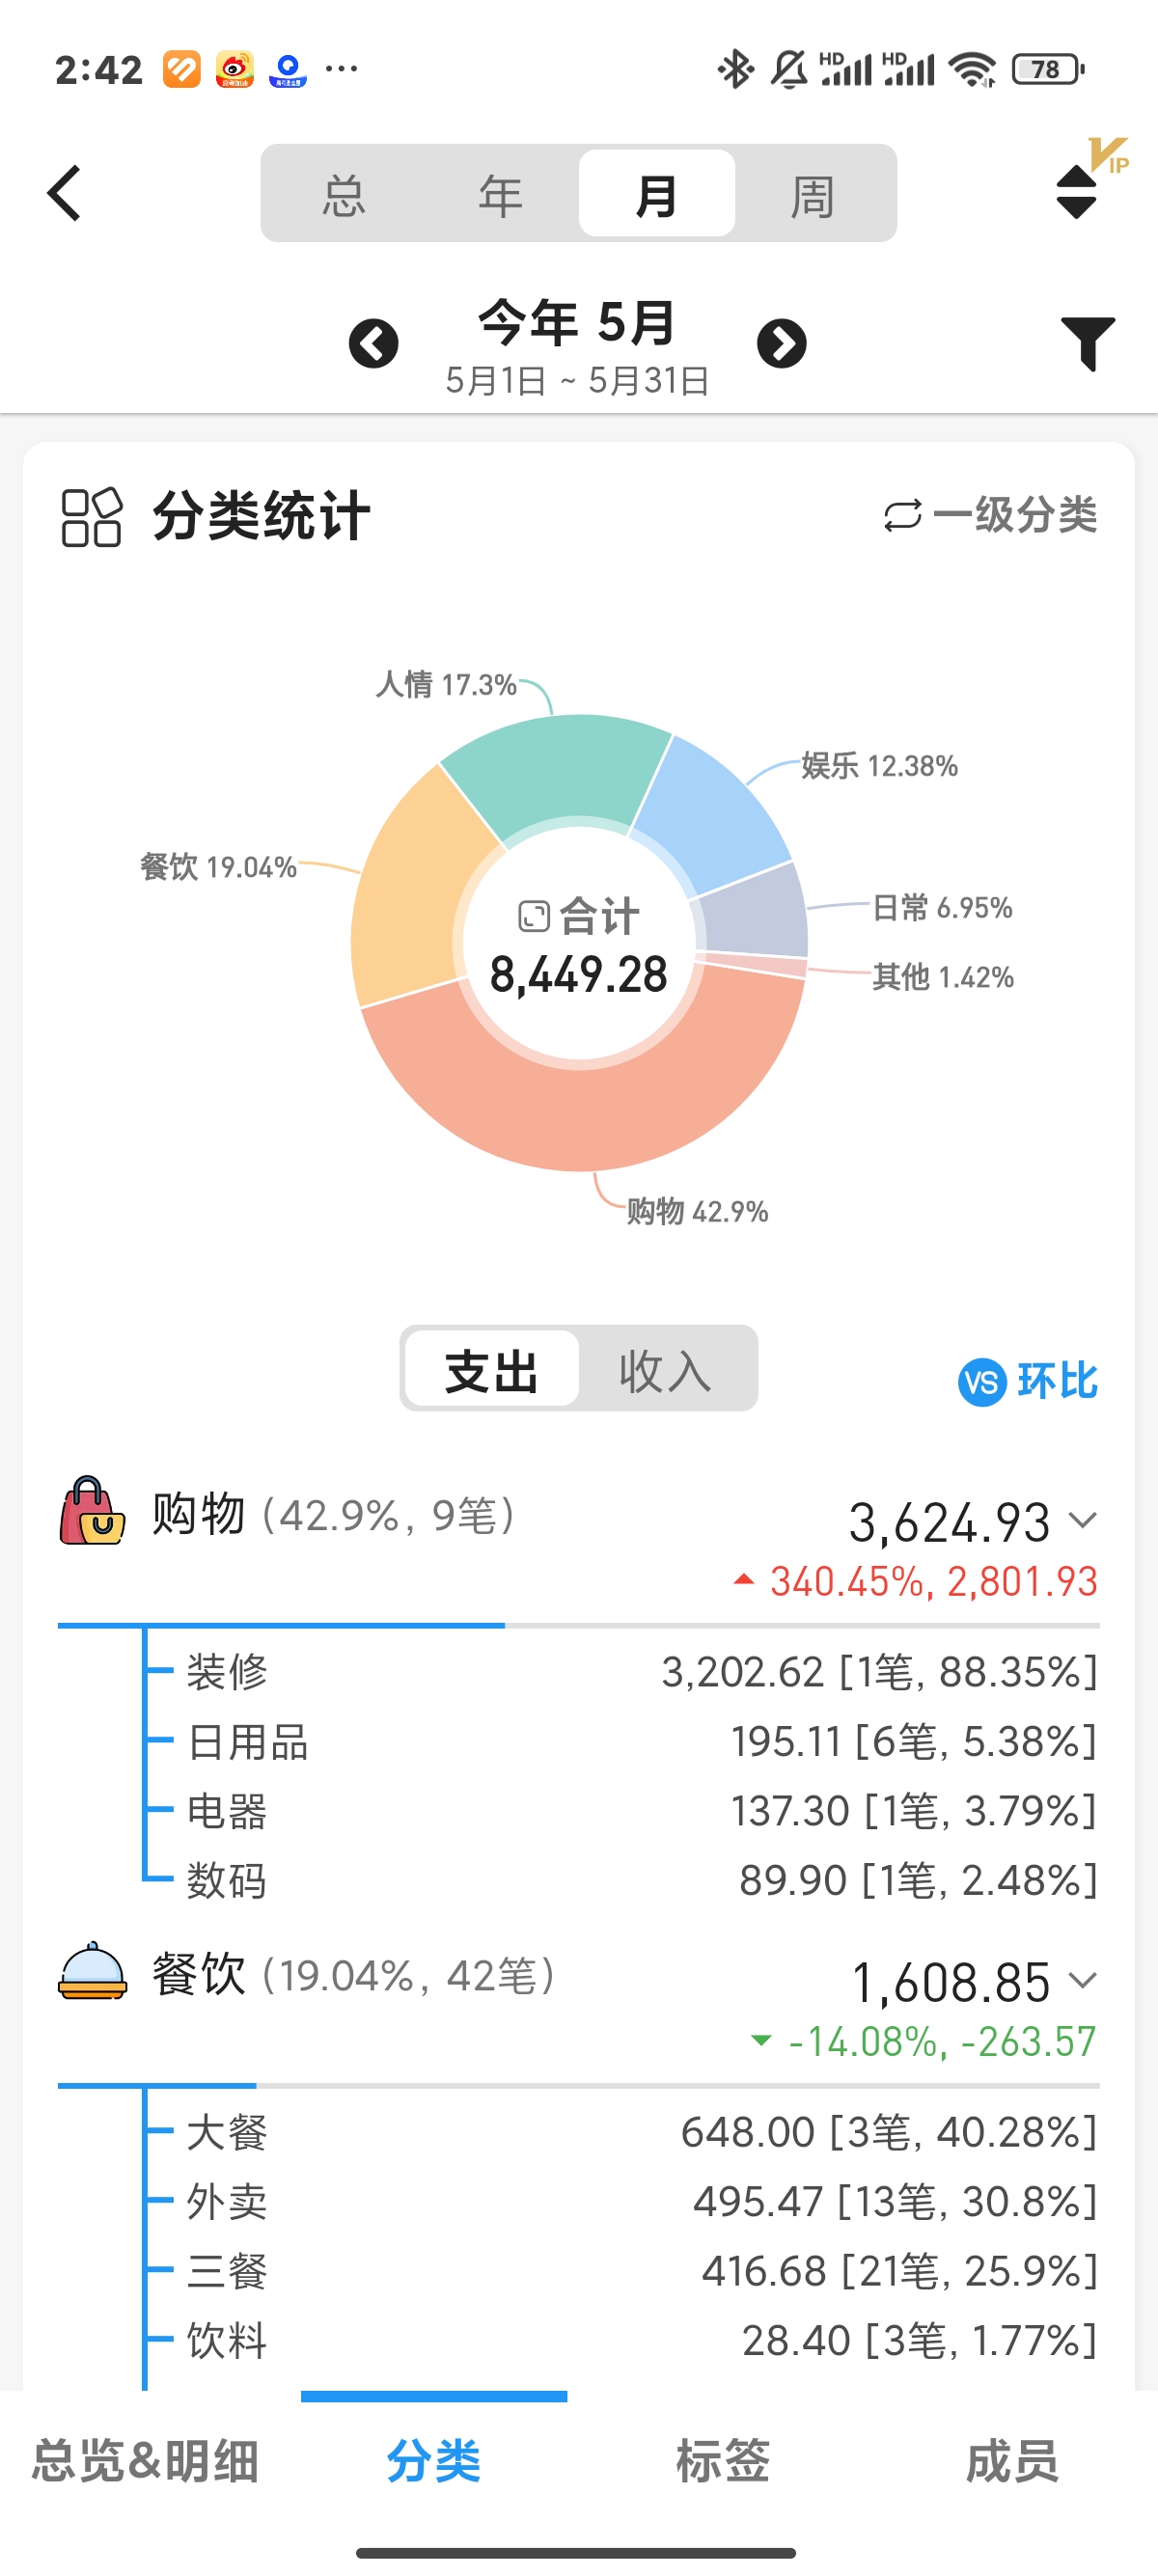 2:42 ··· HD HD 78
总 年 月 周
VIP
今年 5月
5月1日 ~ 5月31日
分类统计 一级分类
人情 17.3%
娱乐 12.38%
餐饮 19.04%
日常 6.95%
合计
其他 1.42%
8,449.28
购物 42.9%
支出 收入
VS 环比
购物 (42.9%, 9笔) 3,624.93
340.45%, 2,801.93
装修 3,202.62 [1笔, 88.35%]
日用品 195.11 [6笔, 5.38%]
电器 137.30 [1笔, 3.79%]
数码 89.90 [1笔, 2.48%]
餐饮 (19.04%, 42笔) 1,608.85
-14.08%, -263.57
大餐 648.00 [3笔, 40.28%]
外卖 495.47 [13笔, 30.8%]
三餐 416.68 [21笔, 25.9%]
饮料 28.40 [3笔, 1.77%]
总览&明细 分类 标签 成员